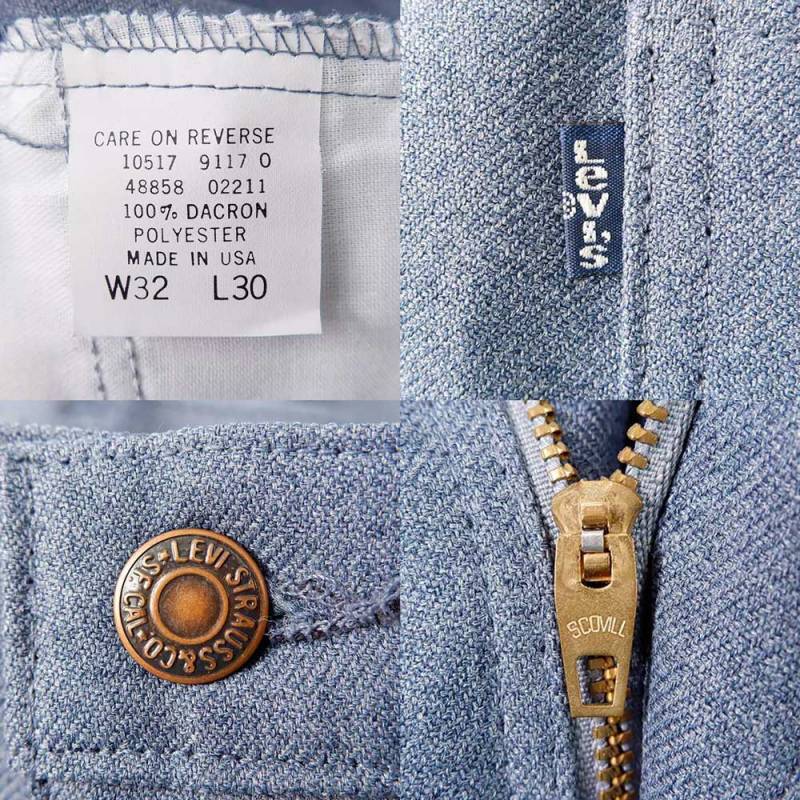 CARE ON REVERSE
10517 9117 0
48858 02211
100% DACRON
POLYESTER
MADE IN USA
W32 L30
LEVI'S
®
LEVI STRAUSS & CO-
S.F. CAL-
SCOVILL